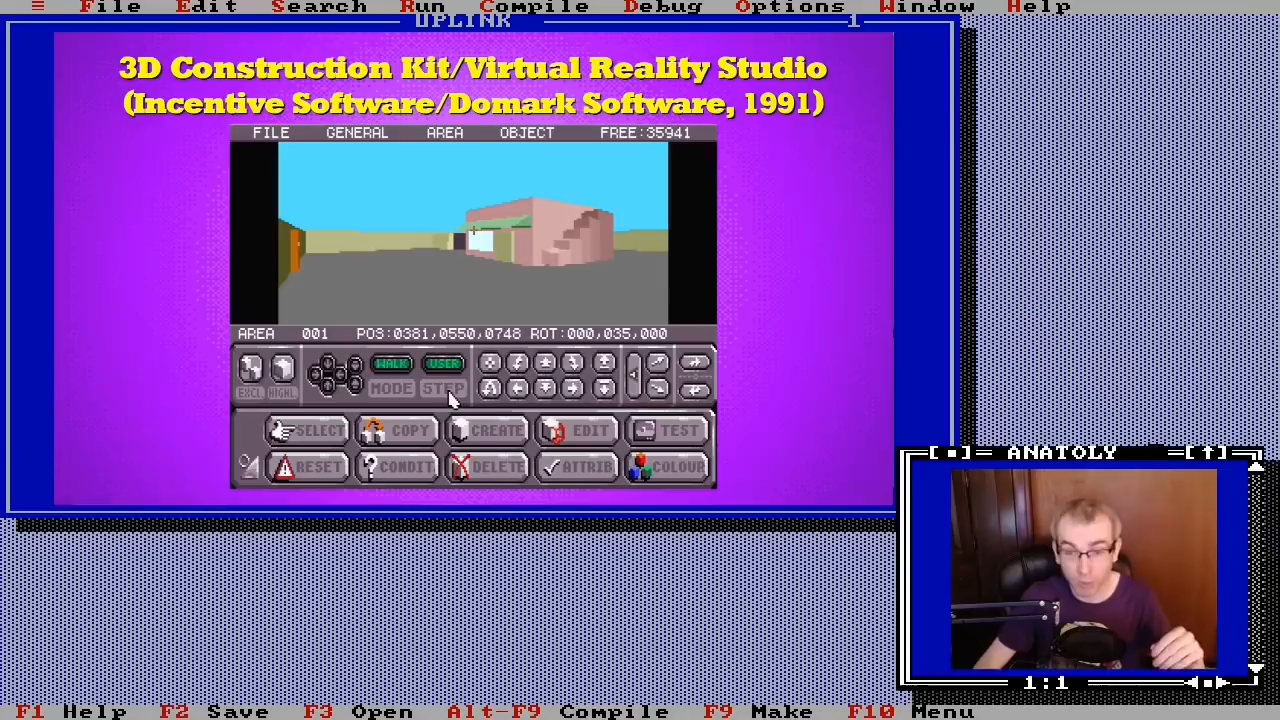 ≡ File Edit Search Run Compile Debug Options Window Help
UPLINK 1
3D Construction Kit/Virtual Reality Studio
(Incentive Software/Domark Software, 1991)
FILE GENERAL AREA OBJECT FREE:35941
AREA 001 POS:0381,0550,0748 ROT:000,035,000
WALK USER
EXCL HIGHL MODE STEP
SELECT COPY CREATE EDIT TEST
RESET CONDIT DELETE ATTRIB COLOUR
ANATOLY
1:1
F1 Help F2 Save F3 Open Alt-F9 Compile F9 Make F10 Menu